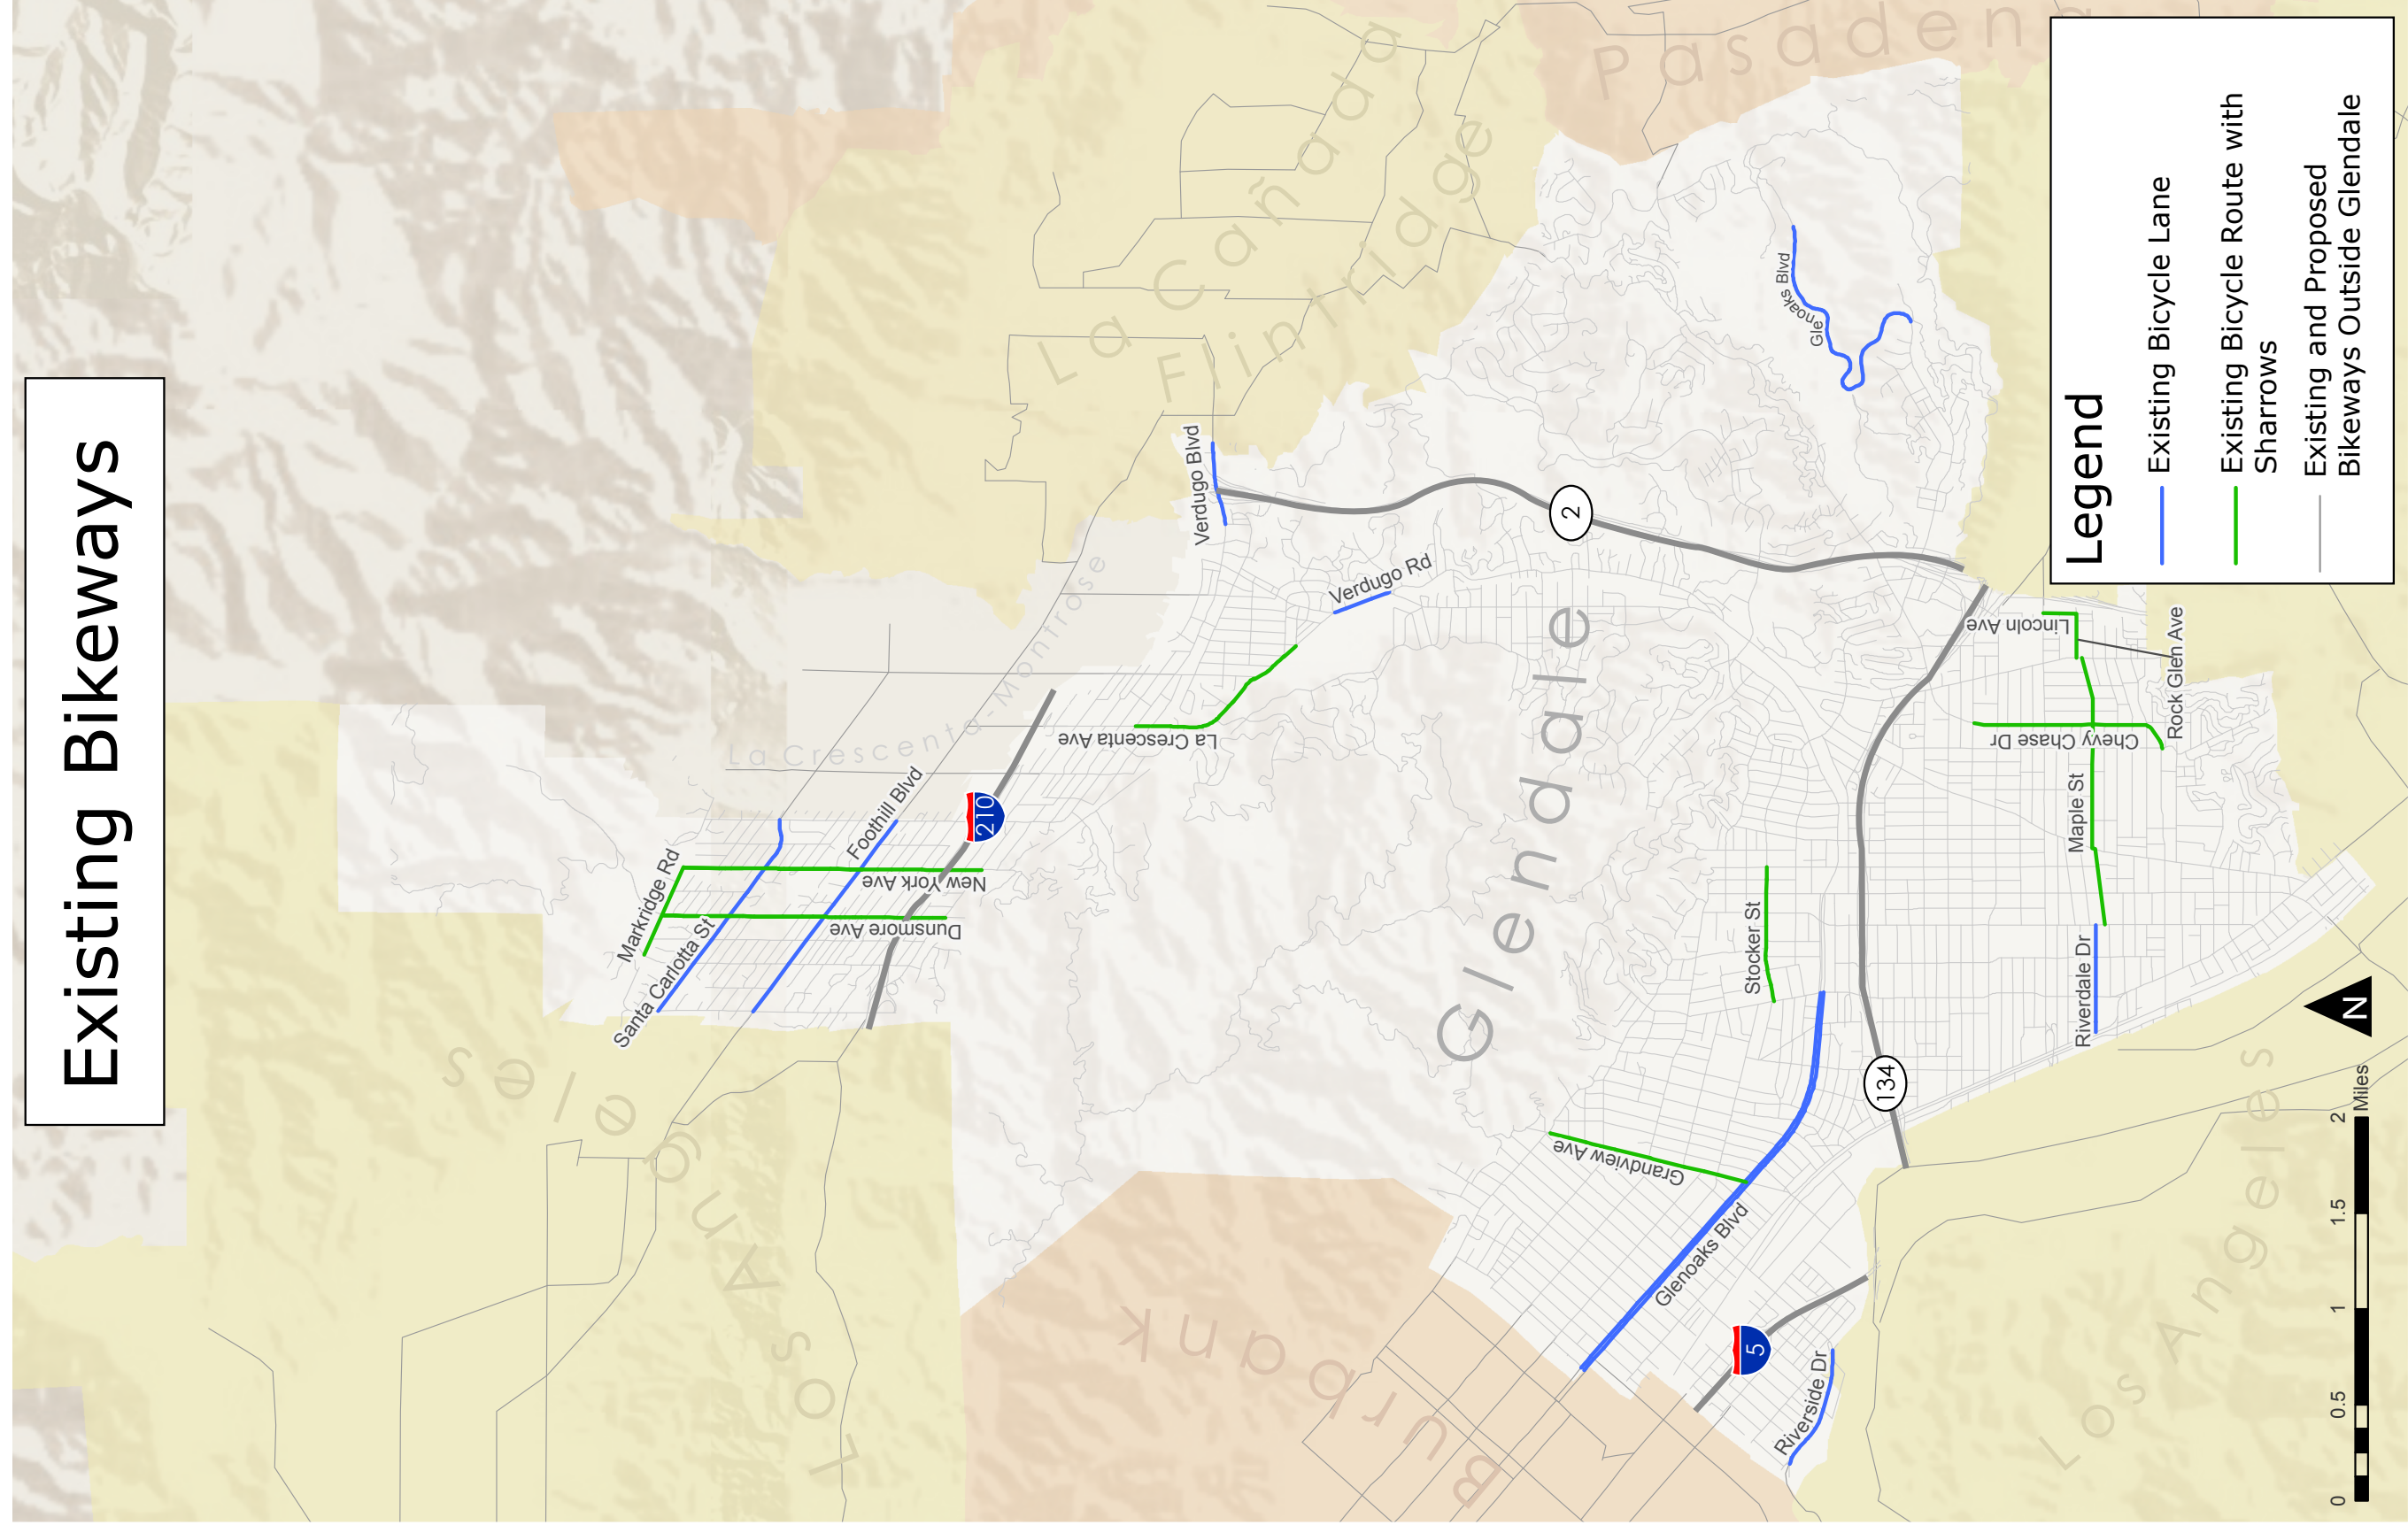 Existing Bikeways
Los Angeles
La Crescenta-Montrose
La Cañada
Flintridge
Pasadena
Burbank
Glendale
Los Angeles
Markridge Rd
Santa Carlotta St
Foothill Blvd
New York Ave
Dunsmore Ave
210
La Crescenta Ave
Verdugo Blvd
Verdugo Rd
2
Glenoaks Blvd
Grandview Ave
Glenoaks Blvd
Stocker St
5
Riverside Dr
134
Lincoln Ave
Rock Glen Ave
Chevy Chase Dr
Maple St
Riverdale Dr
Legend
Existing Bicycle Lane
Existing Bicycle Route with
Sharrows
Existing and Proposed
Bikeways Outside Glendale
N
0 0.5 1 1.5 2
Miles